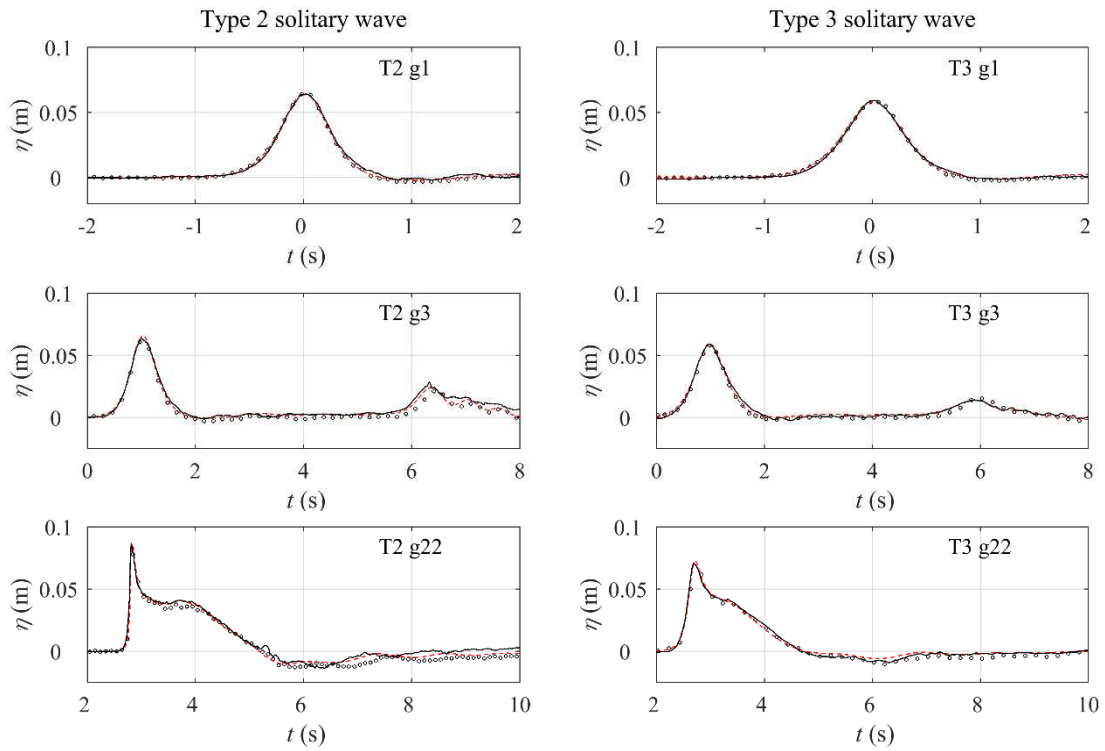 Type 2 solitary wave
Type 3 solitary wave
T2 g1
0.1
0.05
0
η (m)
-2 -1 0 1 2
t (s)
T3 g1
0.1
0.05
0
η (m)
-2 -1 0 1 2
t (s)
T2 g3
0.1
0.05
0
η (m)
0 2 4 6 8
t (s)
T3 g3
0.1
0.05
0
η (m)
0 2 4 6 8
t (s)
T2 g22
0.1
0.05
0
η (m)
2 4 6 8 10
t (s)
T3 g22
0.1
0.05
0
η (m)
2 4 6 8 10
t (s)